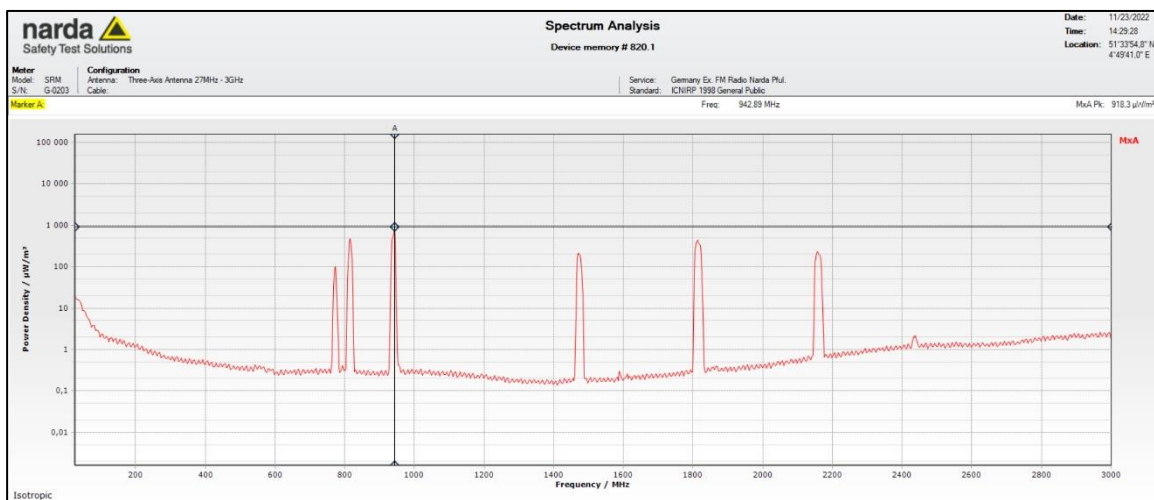 narda
Safety Test Solutions
Spectrum Analysis
Device memory # 820.1
Date: 11/23/2022
Time: 14:29:28
Location: 51°33'54,8" N
4°49'41,0" E
Meter
Model: SRM
S/N: G-0203
Configuration
Antenna: Three-Axis Antenna 27MHz - 3GHz
Cable:
Service: Germany Ex. FM Radio Narda Pful.
Standard: ICNIRP 1998 General Public
Marker A: Freq: 942.89 MHz MxA Pk: 918.3 µW/m²
A
MxA
100 000
10 000
1 000
100
10
1
0,1
0,01
Power Density / µW/m²
200 400 600 800 1000 1200 1400 1600 1800 2000 2200 2400 2600 2800 3000
Frequency / MHz
Isotropic